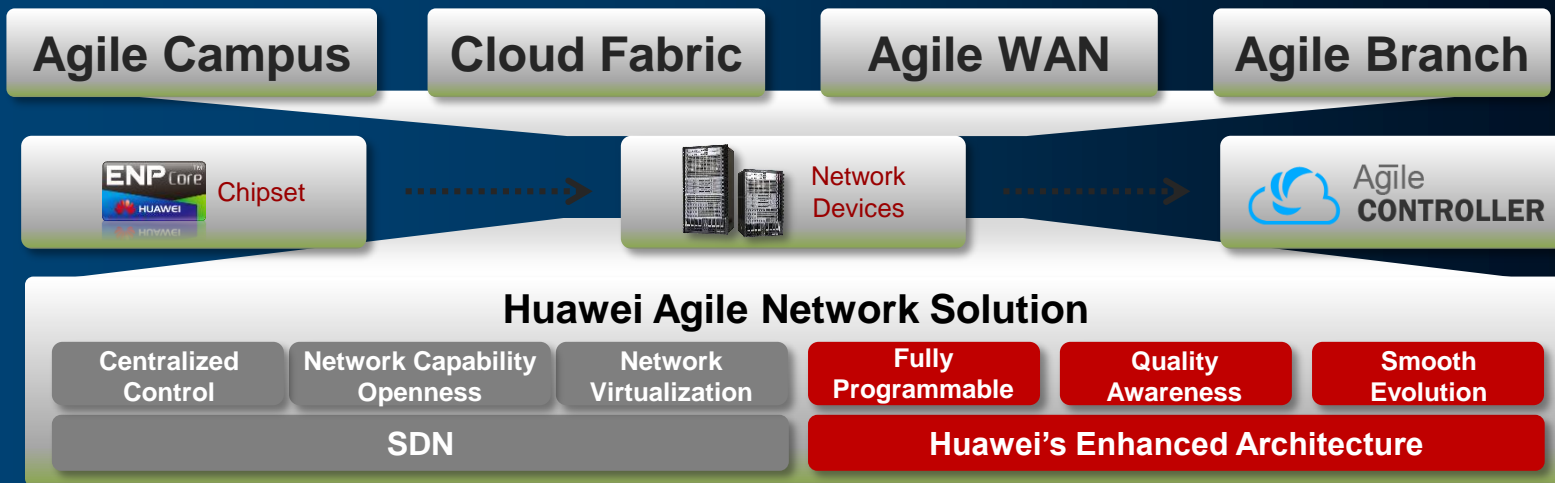 Agile Campus
Cloud Fabric
Agile WAN
Agile Branch
ENP Core™
HUAWEI
Chipset
Network
Devices
Agile
CONTROLLER
Huawei Agile Network Solution
Centralized
Control
Network Capability
Openness
Network
Virtualization
Fully
Programmable
Quality
Awareness
Smooth
Evolution
SDN
Huawei's Enhanced Architecture